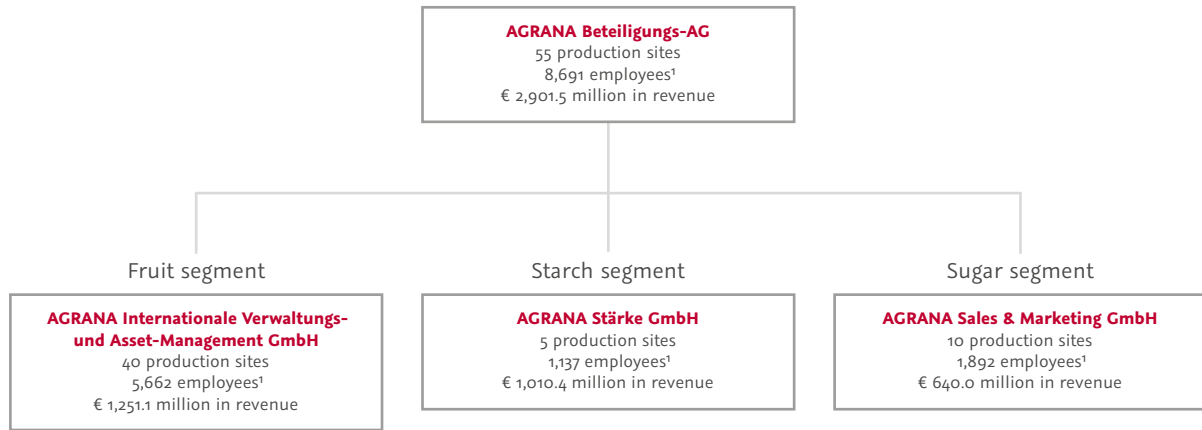 AGRANA Beteiligungs-AG
55 production sites
8,691 employees¹
€ 2,901.5 million in revenue
Fruit segment
AGRANA Internationale Verwaltungs-
und Asset-Management GmbH
40 production sites
5,662 employees¹
€ 1,251.1 million in revenue
Starch segment
AGRANA Stärke GmbH
5 production sites
1,137 employees¹
€ 1,010.4 million in revenue
Sugar segment
AGRANA Sales & Marketing GmbH
10 production sites
1,892 employees¹
€ 640.0 million in revenue